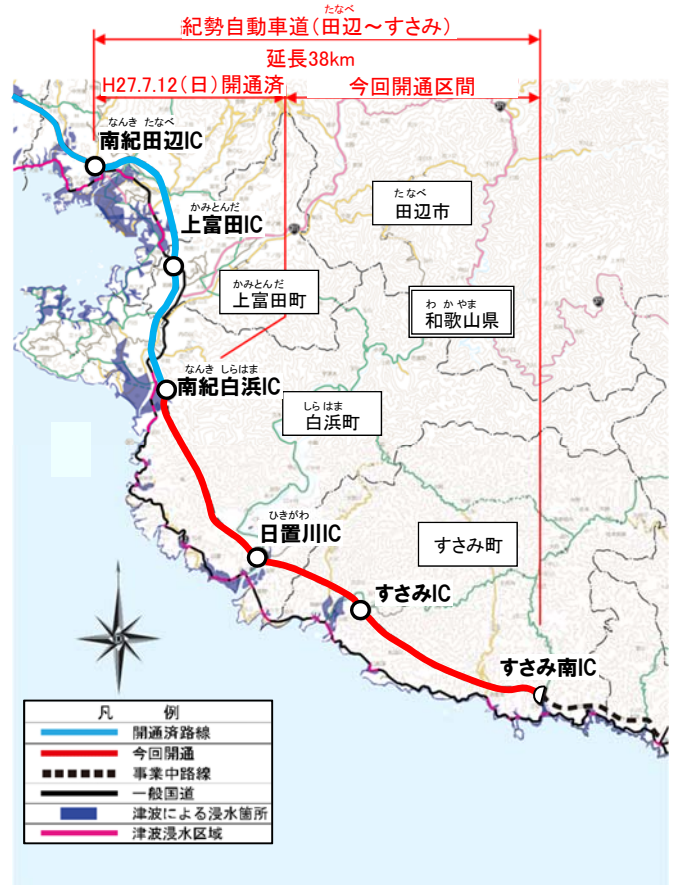 たなべ
紀勢自動車道(田辺～すさみ)
延長38km
H27.7.12(日)開通済
今回開通区間
なんき たなべ
南紀田辺IC
かみとんだ
上富田IC
たなべ
田辺市
かみとんだ
上富田町
わかやま
和歌山県
なんき しらはま
南紀白浜IC
しらはま
白浜町
ひきがわ
日置川IC
すさみ町
すさみIC
すさみ南IC
凡 例
開通済路線
今回開通
事業中路線
一般国道
津波による浸水箇所
津波浸水区域